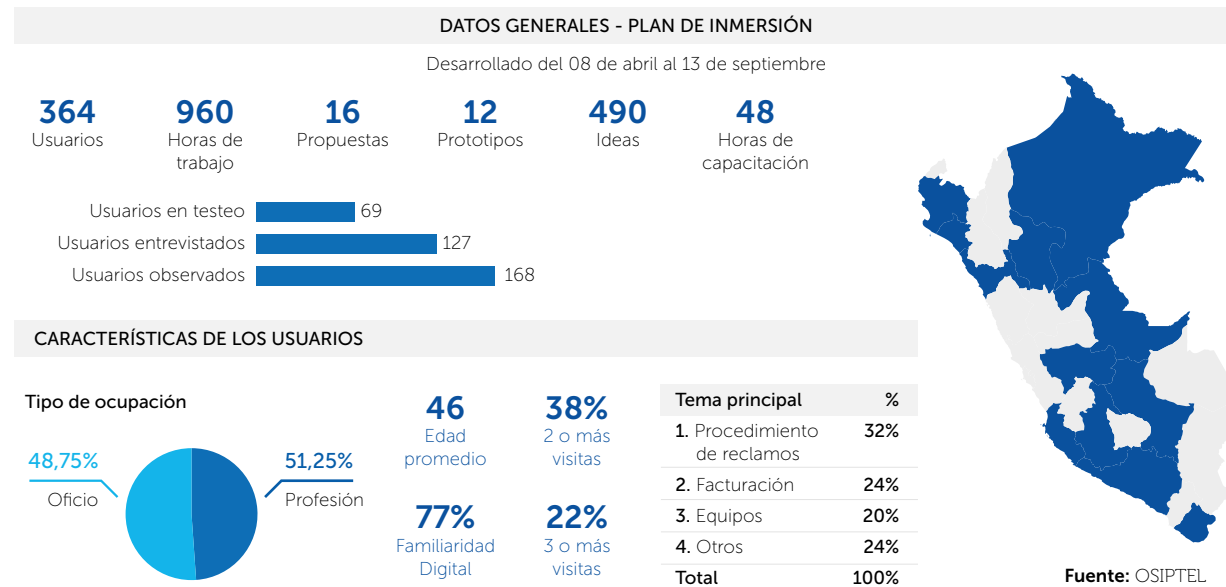 DATOS GENERALES - PLAN DE INMERSIÓN
Desarrollado del 08 de abril al 13 de septiembre
364
Usuarios
960
Horas de
trabajo
16
Propuestas
12
Prototipos
490
Ideas
48
Horas de
capacitación
Usuarios en testeo 69
Usuarios entrevistados 127
Usuarios observados 168
CARACTERÍSTICAS DE LOS USUARIOS
Tipo de ocupación
48,75%
Oficio
51,25%
Profesión
46
Edad
promedio
38%
2 o más
visitas
77%
Familiaridad
Digital
22%
3 o más
visitas
Tema principal %
1. Procedimiento 32%
de reclamos
2. Facturación 24%
3. Equipos 20%
4. Otros 24%
Total 100%
Fuente: OSIPTEL